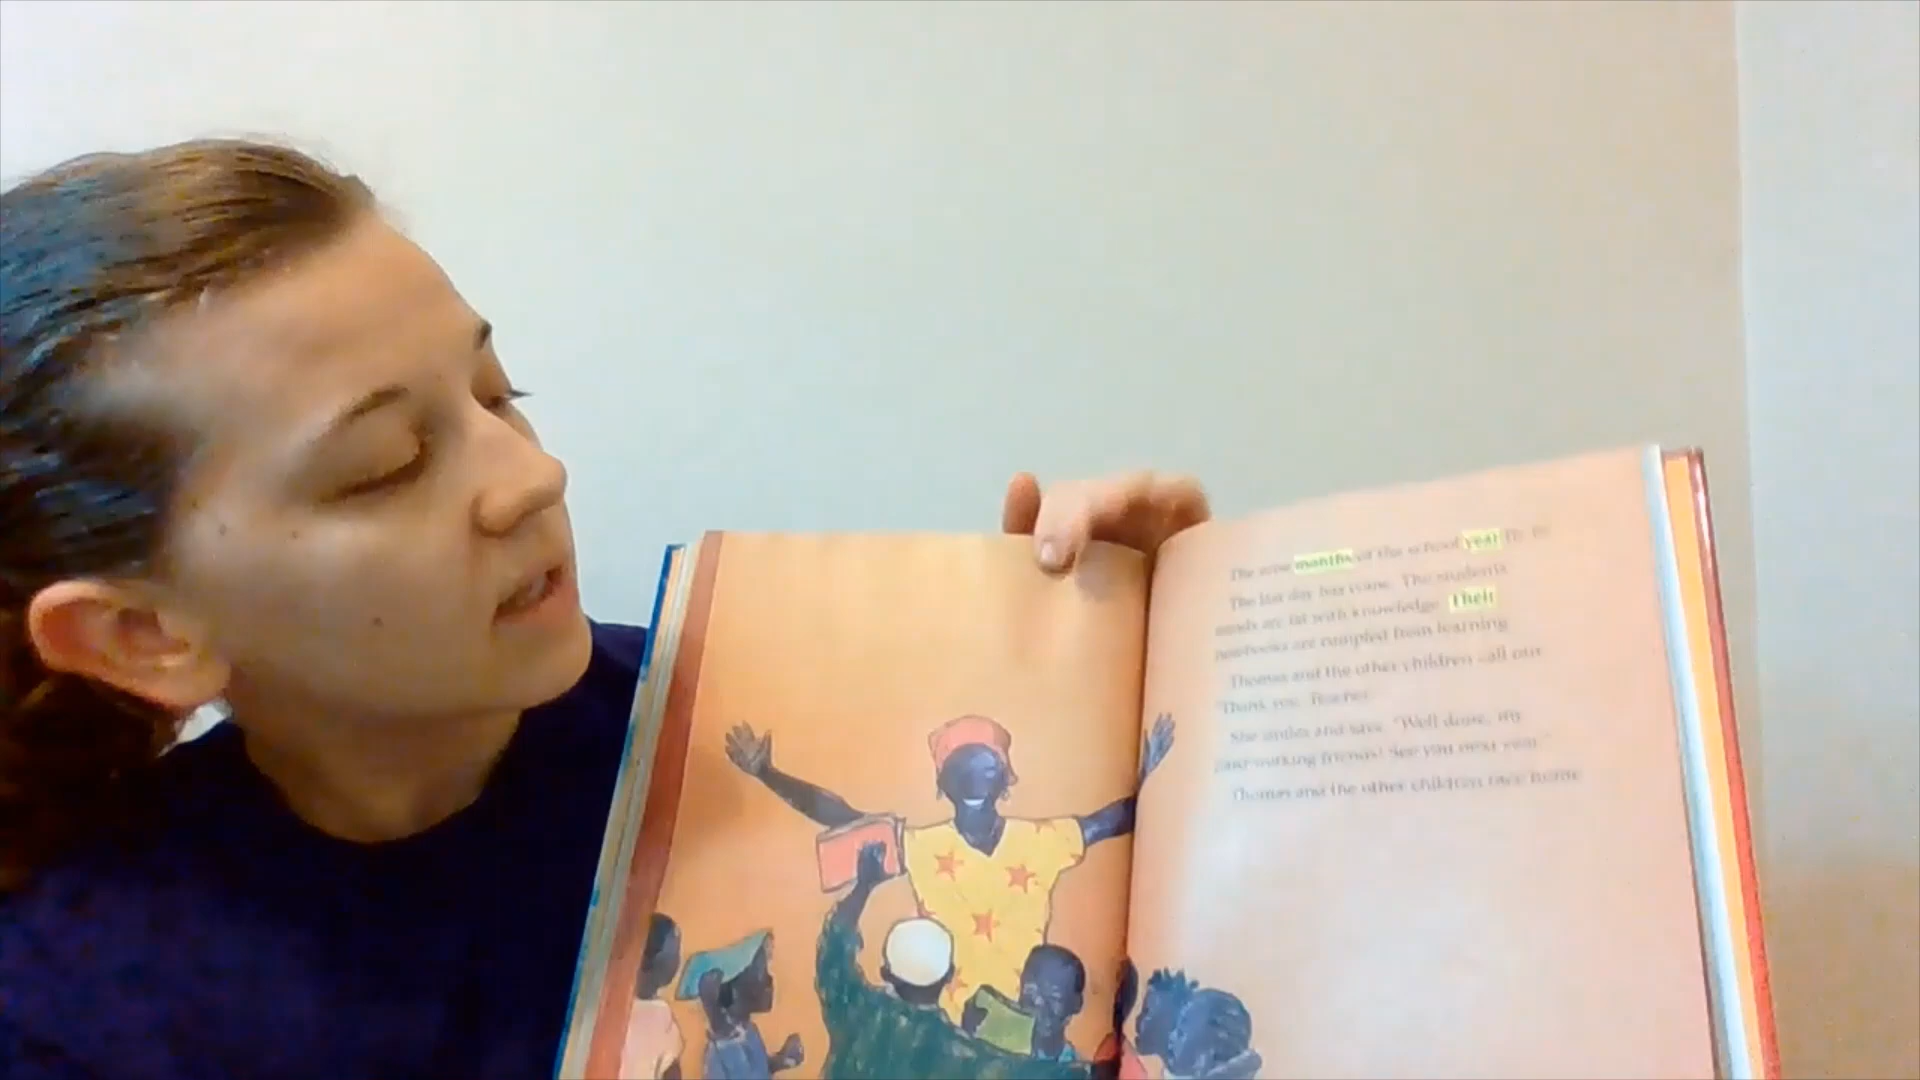 The nine months of the school year fly by.
The last day has come. The students'
minds are fat with knowledge. Their
notebooks are rumpled from learning.
Thomas and the other children call out,
"Thank you, Teacher."
She smiles and says, "Well done, my
hard-working friends! See you next year."
Thomas and the other children race home.